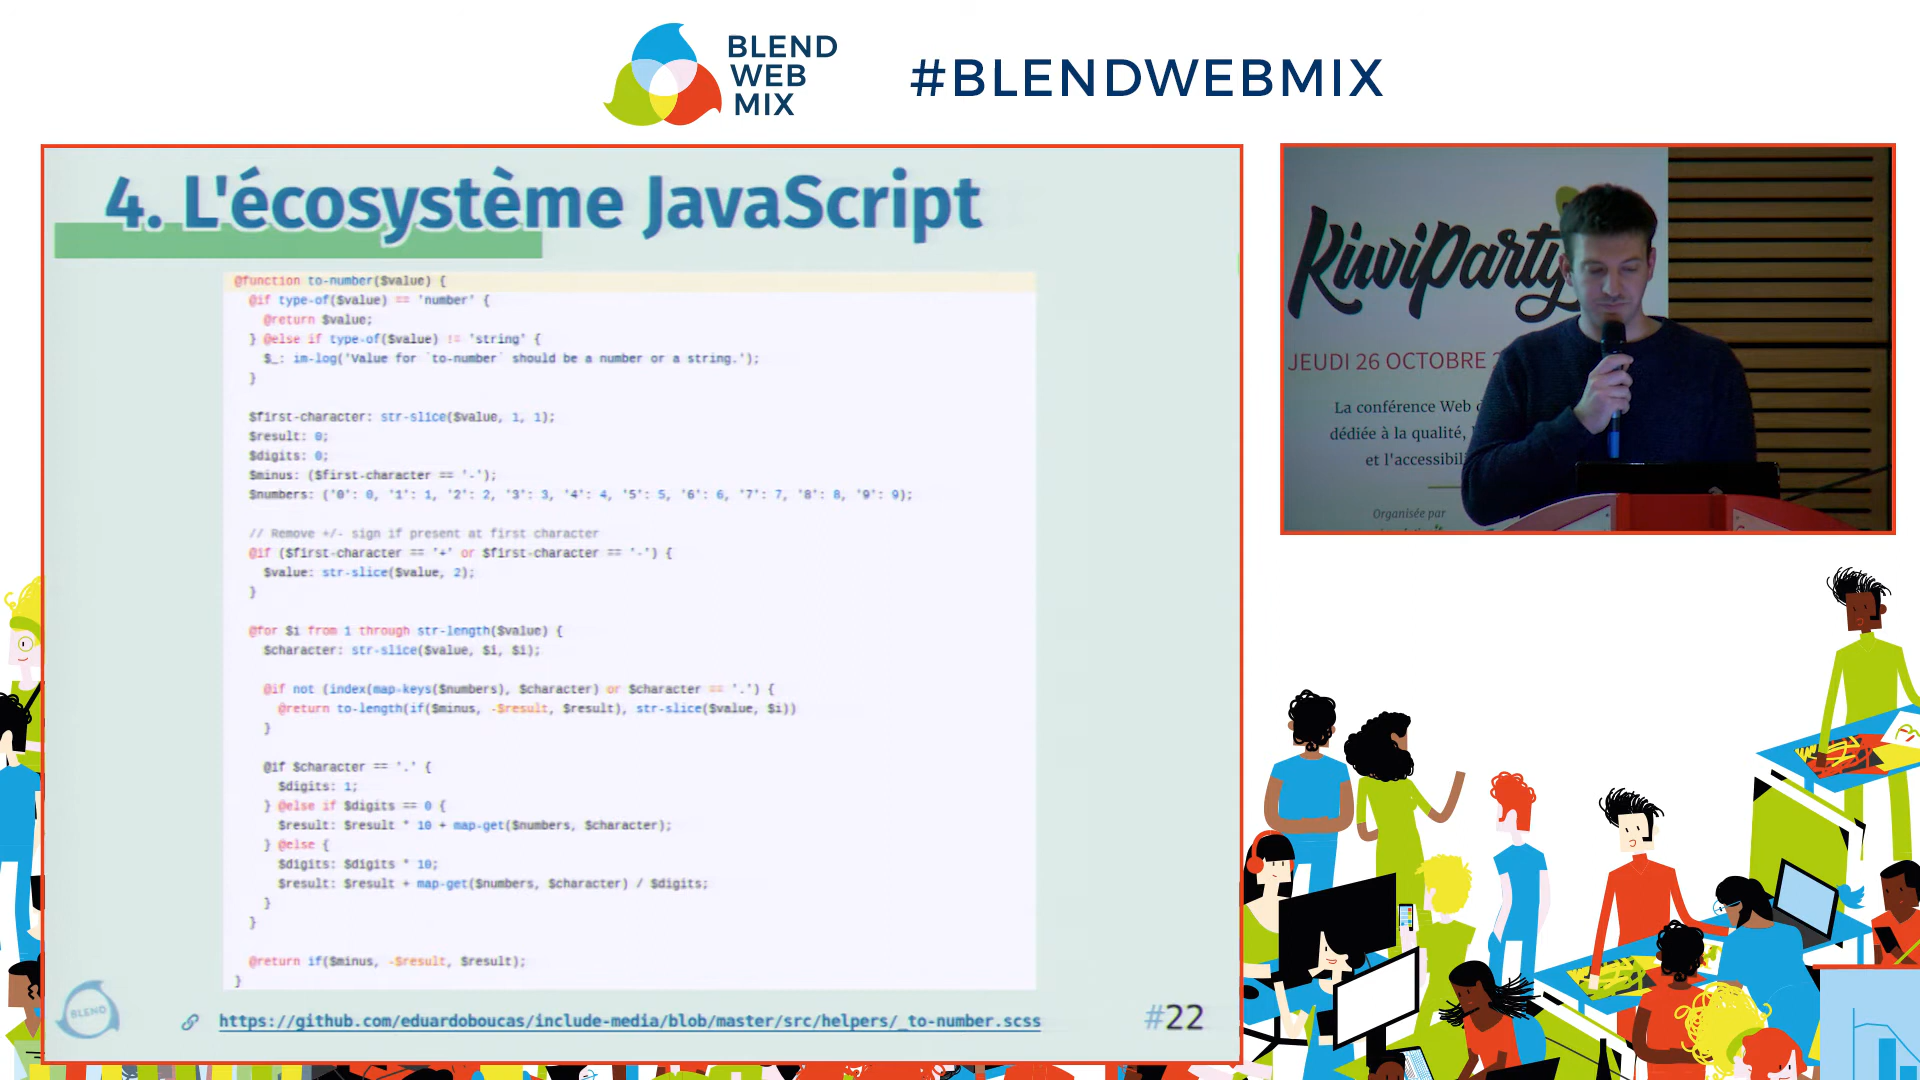 BLEND
WEB
MIX
#BLENDWEBMIX
4. L'écosystème JavaScript
@function to-number($value) {
@if type-of($value) == 'number' {
@return $value;
} @else if type-of($value) != 'string' {
$_: im-log('Value for `to-number` should be a number or a string.');
}
$first-character: str-slice($value, 1, 1);
$result: 0;
$digits: 0;
$minus: ($first-character == '-');
$numbers: ('0': 0, '1': 1, '2': 2, '3': 3, '4': 4, '5': 5, '6': 6, '7': 7, '8': 8, '9': 9);
// Remove +/- sign if present at first character
@if ($first-character == '+' or $first-character == '-') {
$value: str-slice($value, 2);
}
@for $i from 1 through str-length($value) {
$character: str-slice($value, $i, $i);
@if not (index(map-keys($numbers), $character) or $character == '.') {
@return to-length(if($minus, -$result, $result), str-slice($value, $i))
}
@if $character == '.' {
$digits: 1;
} @else if $digits == 0 {
$result: $result * 10 + map-get($numbers, $character);
} @else {
$digits: $digits * 10;
$result: $result + map-get($numbers, $character) / $digits;
}
}
@return if($minus, -$result, $result);
}
BLEND
https://github.com/eduardoboucas/include-media/blob/master/src/helpers/_to-number.scss
#22
KiwiParty
JEUDI 26 OCTOBRE
La conférence Web
dédiée à la qualité,
et l'accessibili
Organisée par